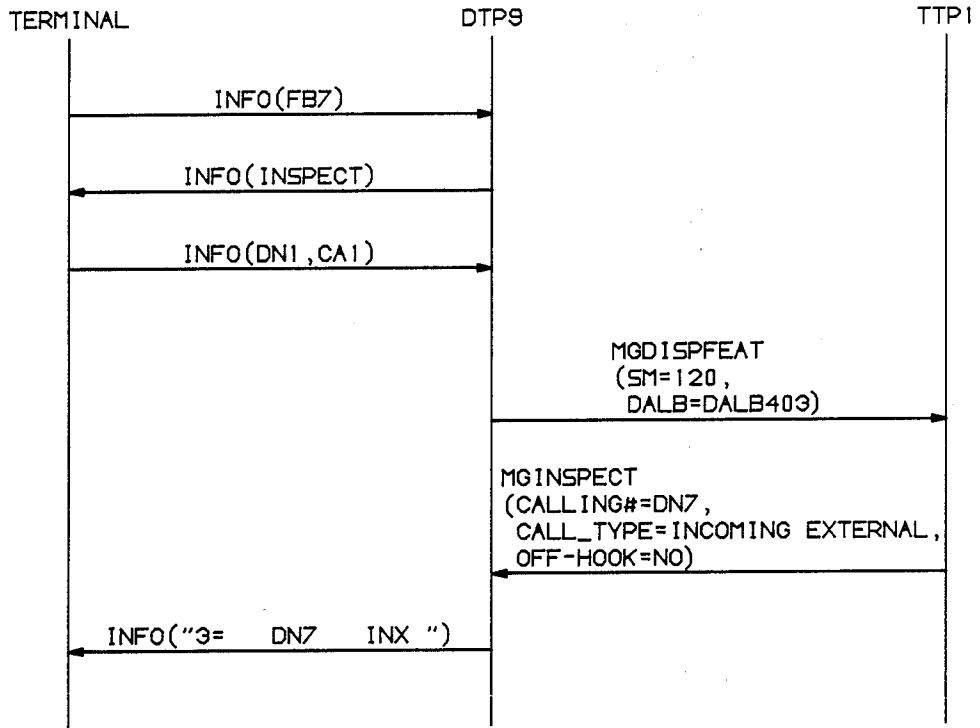 TERMINAL DTP9 TTP1
INFO(FB7)
INFO(INSPECT)
INFO(DN1,CA1)
MGDISPFEAT
(SM=120,
DALB=DALB403)
MGINSPECT
(CALLING#=DN7,
CALL_TYPE=INCOMING EXTERNAL,
OFF-HOOK=NO)
INFO("3= DN7 INX ")